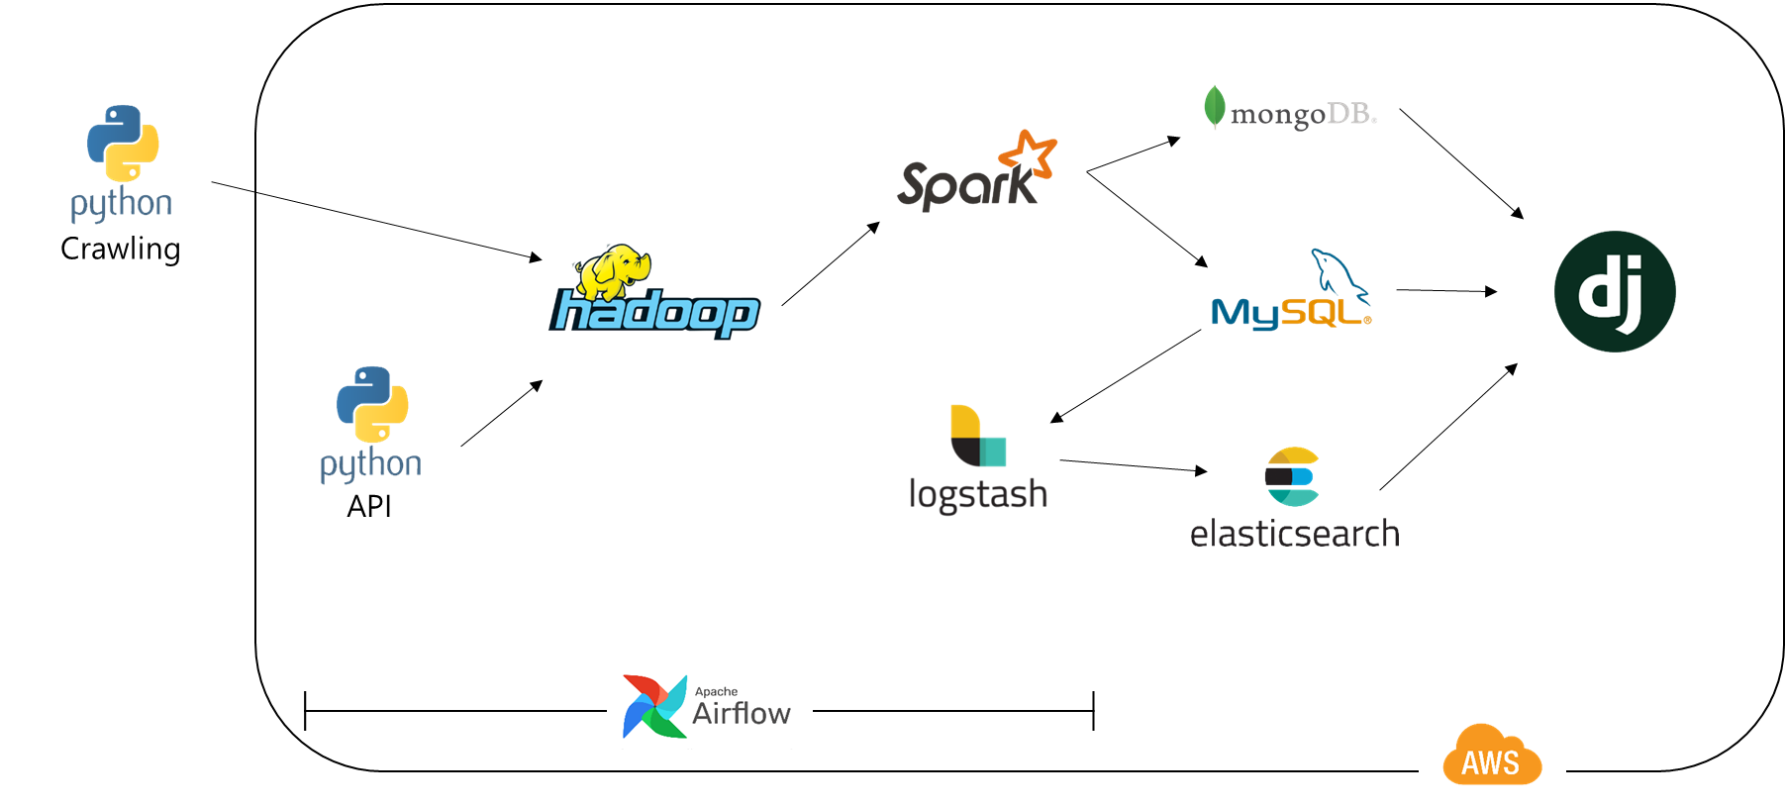 python
Crawling
python
API
hadoop
Spark
mongoDB®
MySQL®
dj
logstash
elasticsearch
Apache
Airflow
AWS